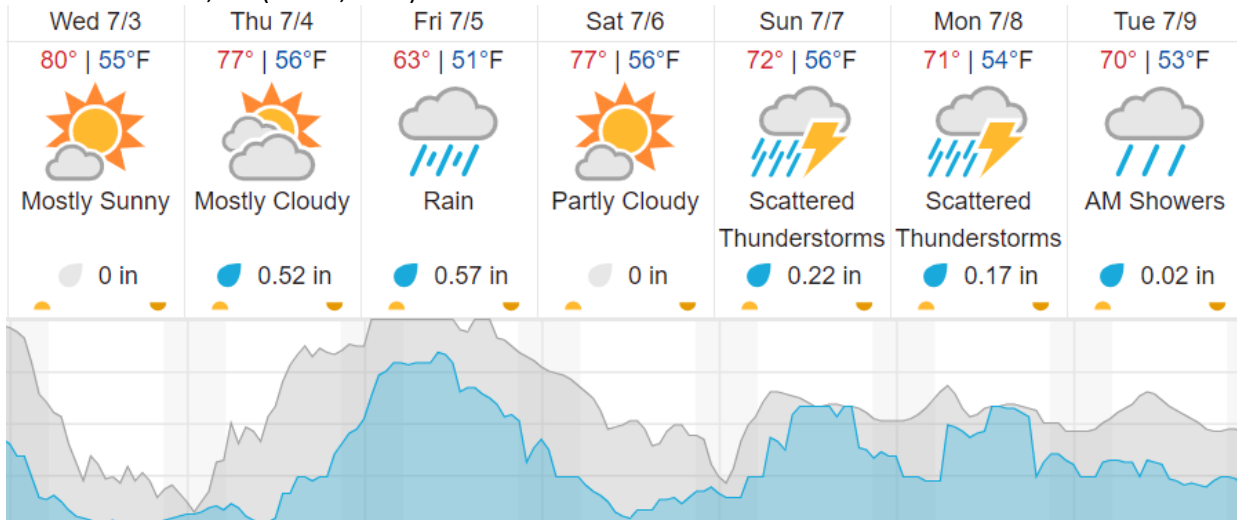 Wed 7/3 Thu 7/4 Fri 7/5 Sat 7/6 Sun 7/7 Mon 7/8 Tue 7/9
80° | 55°F 77° | 56°F 63° | 51°F 77° | 56°F 72° | 56°F 71° | 54°F 70° | 53°F
Mostly Sunny Mostly Cloudy Rain Partly Cloudy Scattered Scattered AM Showers
Thunderstorms Thunderstorms
0 in 0.52 in 0.57 in 0 in 0.22 in 0.17 in 0.02 in